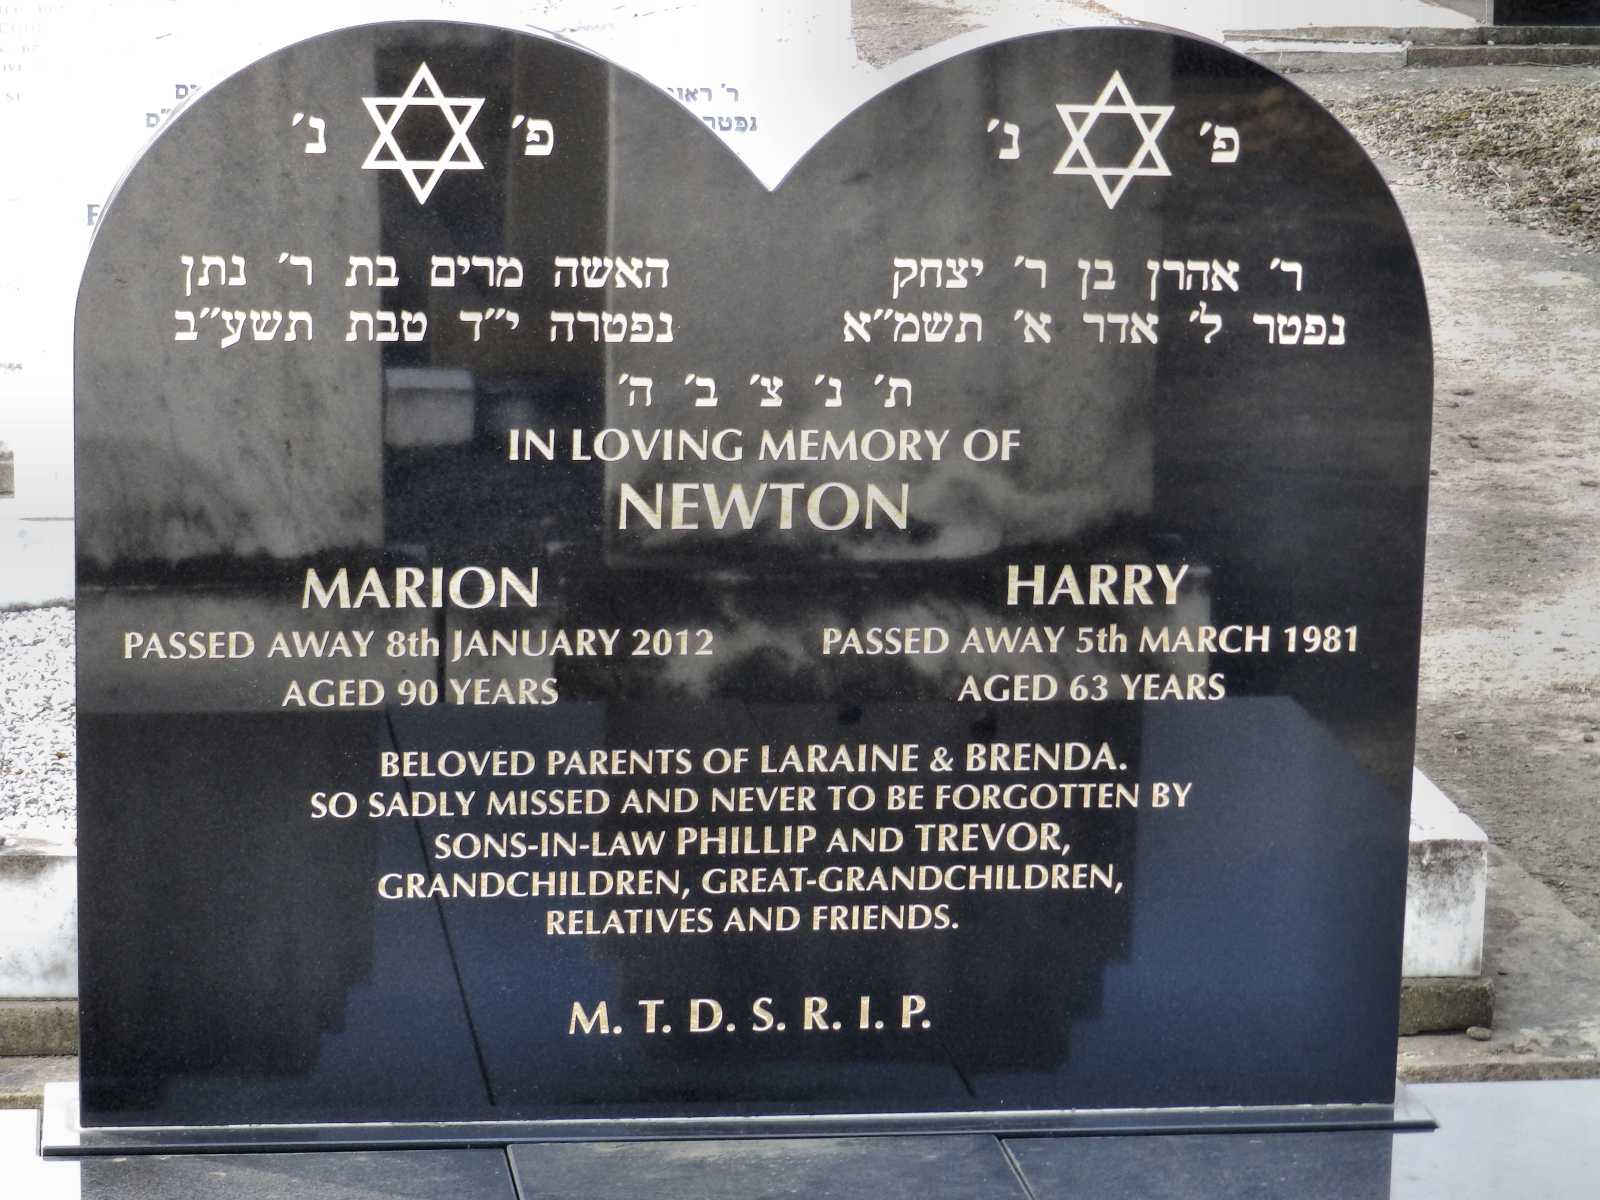 פ׳ נ׳
פ׳ נ׳
ר׳ אהרן בן ר׳ יצחק
נפטר ל׳ אדר א׳ תשמ״א
האשה מרים בת ר׳ נתן
נפטרה י״ד טבת תשע״ב
ת׳ נ׳ צ׳ ב׳ ה׳
IN LOVING MEMORY OF
NEWTON
MARION
PASSED AWAY 8th JANUARY 2012
AGED 90 YEARS
HARRY
PASSED AWAY 5th MARCH 1981
AGED 63 YEARS
BELOVED PARENTS OF LARAINE & BRENDA.
SO SADLY MISSED AND NEVER TO BE FORGOTTEN BY
SONS-IN-LAW PHILLIP AND TREVOR,
GRANDCHILDREN, GREAT-GRANDCHILDREN,
RELATIVES AND FRIENDS.
M. T. D. S. R. I. P.